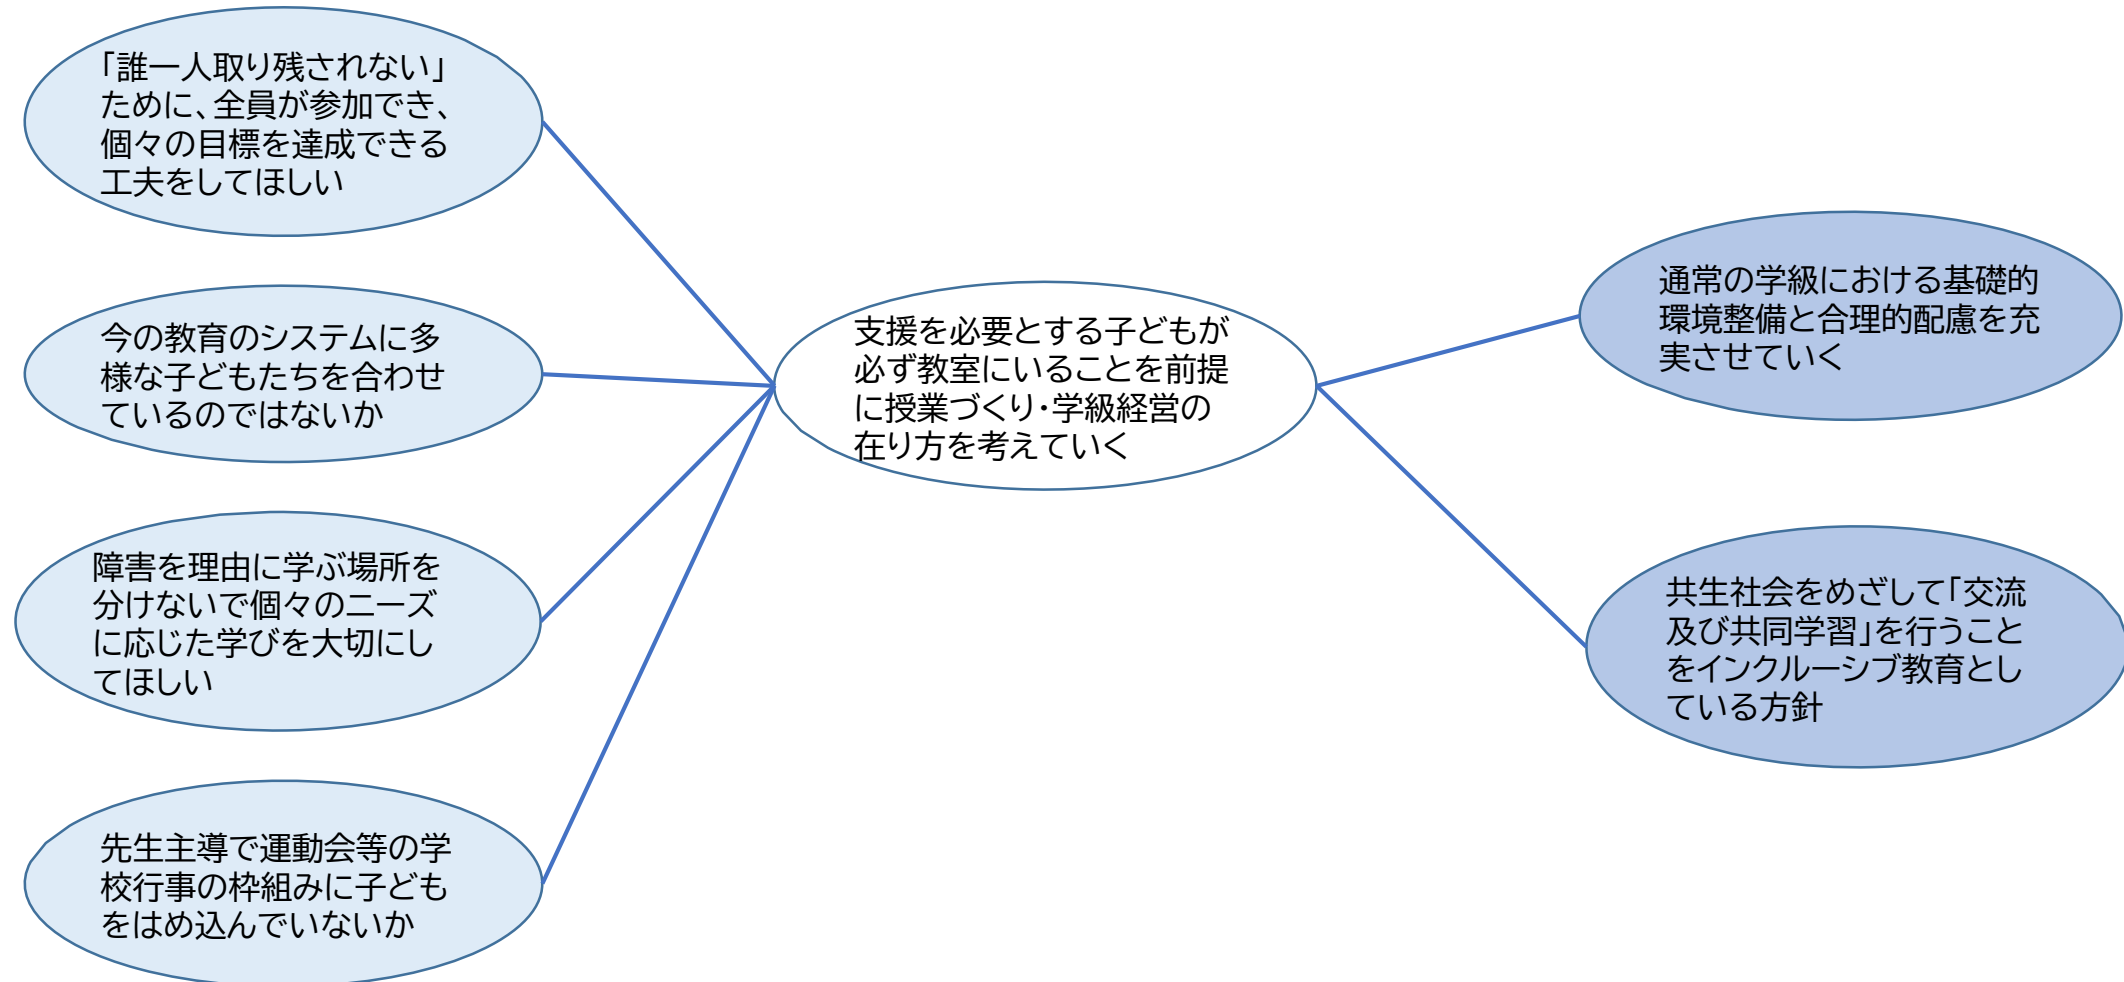 「誰一人取り残されない」
ために、全員が参加でき、
個々の目標を達成できる
工夫をしてほしい
今の教育のシステムに多
様な子どもたちを合わせ
ているのではないか
障害を理由に学ぶ場所を
分けないで個々のニーズ
に応じた学びを大切にし
てほしい
先生主導で運動会等の学
校行事の枠組みに子ども
をはめ込んでいないか
支援を必要とする子どもが
必ず教室にいることを前提
に授業づくり・学級経営の
在り方を考えていく
通常の学級における基礎的
環境整備と合理的配慮を充
実させていく
共生社会をめざして「交流
及び共同学習」を行うこと
をインクルーシブ教育とし
ている方針